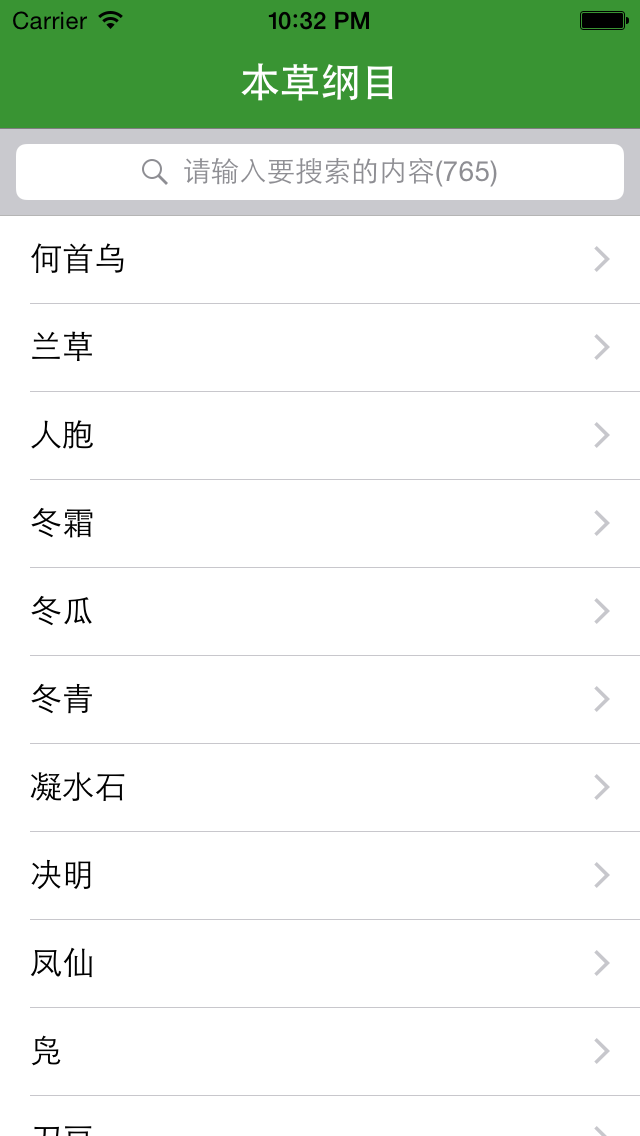 Carrier 10:32 PM
本草纲目
请输入要搜索的内容(765)
何首乌
兰草
人胞
冬霜
冬瓜
冬青
凝水石
决明
凤仙
凫
刀豆